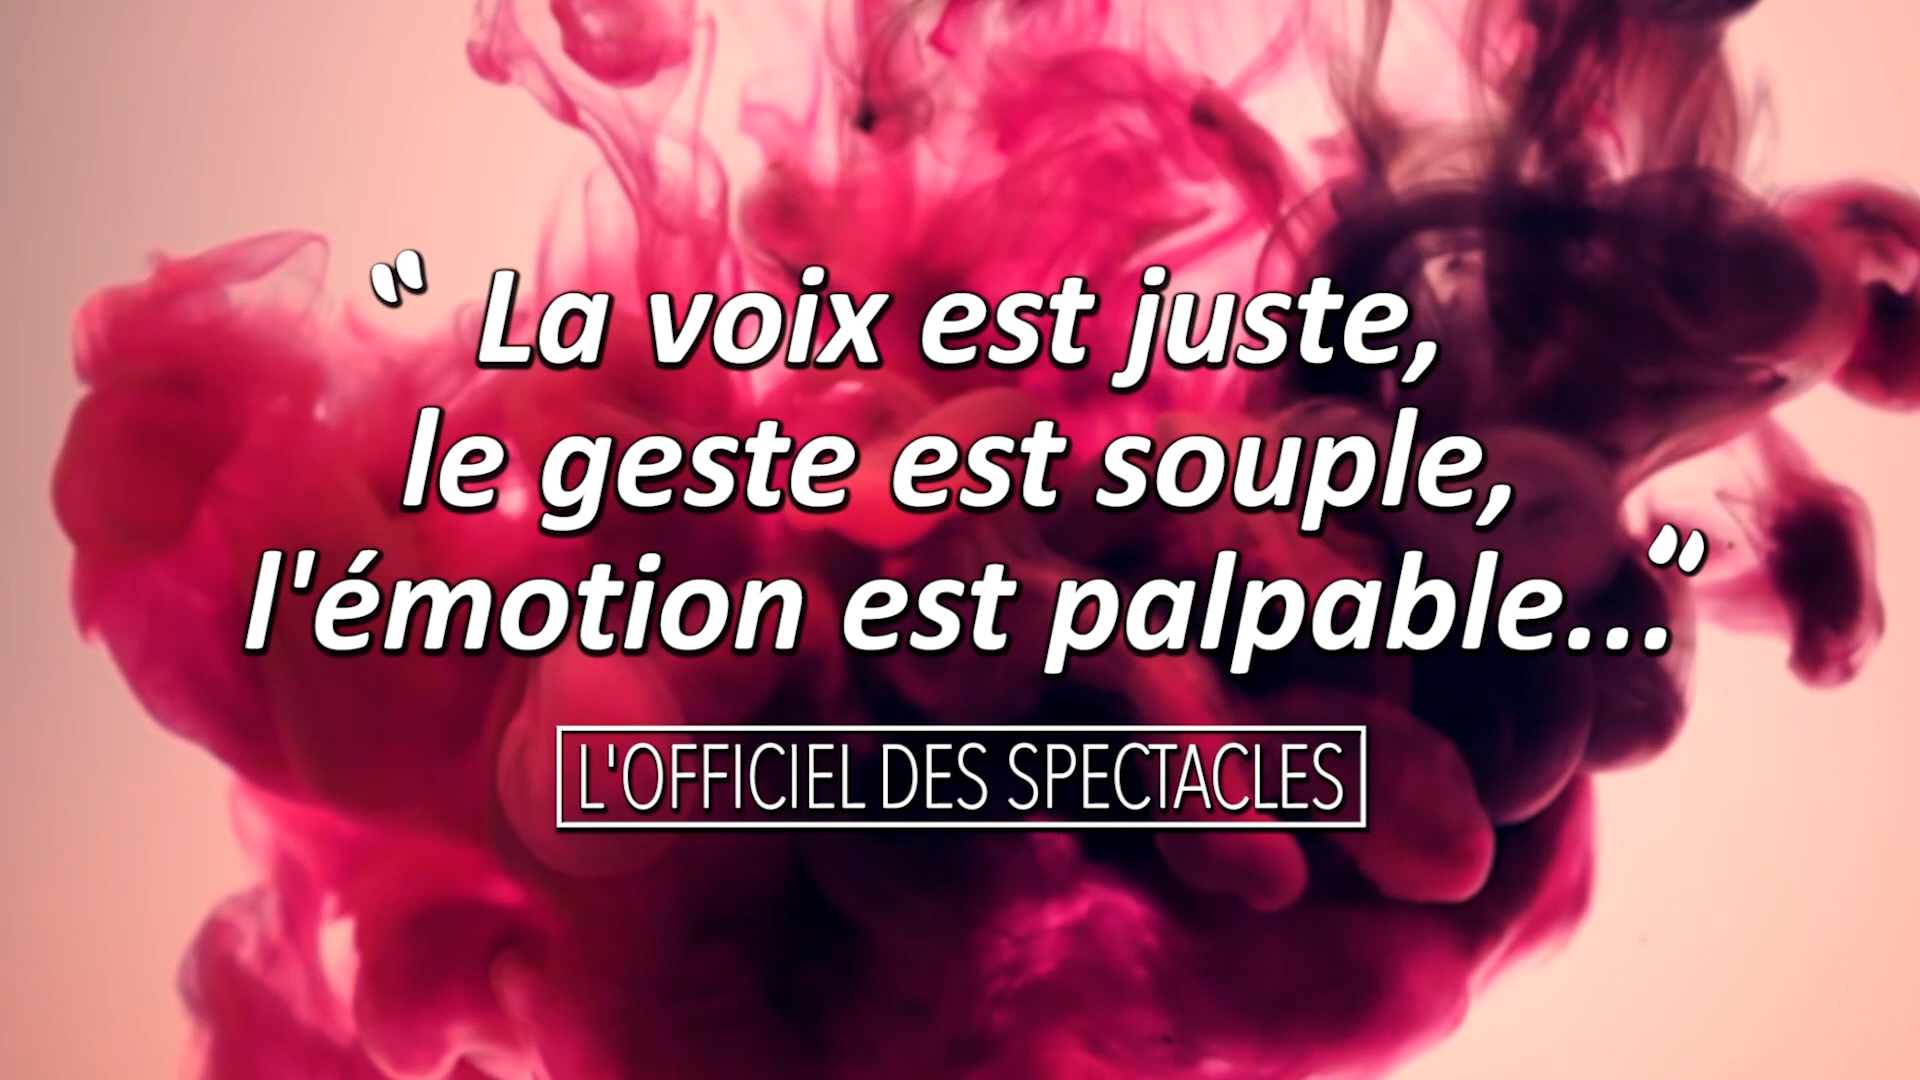 “ La voix est juste,
le geste est souple,
l'émotion est palpable...”
L'OFFICIEL DES SPECTACLES